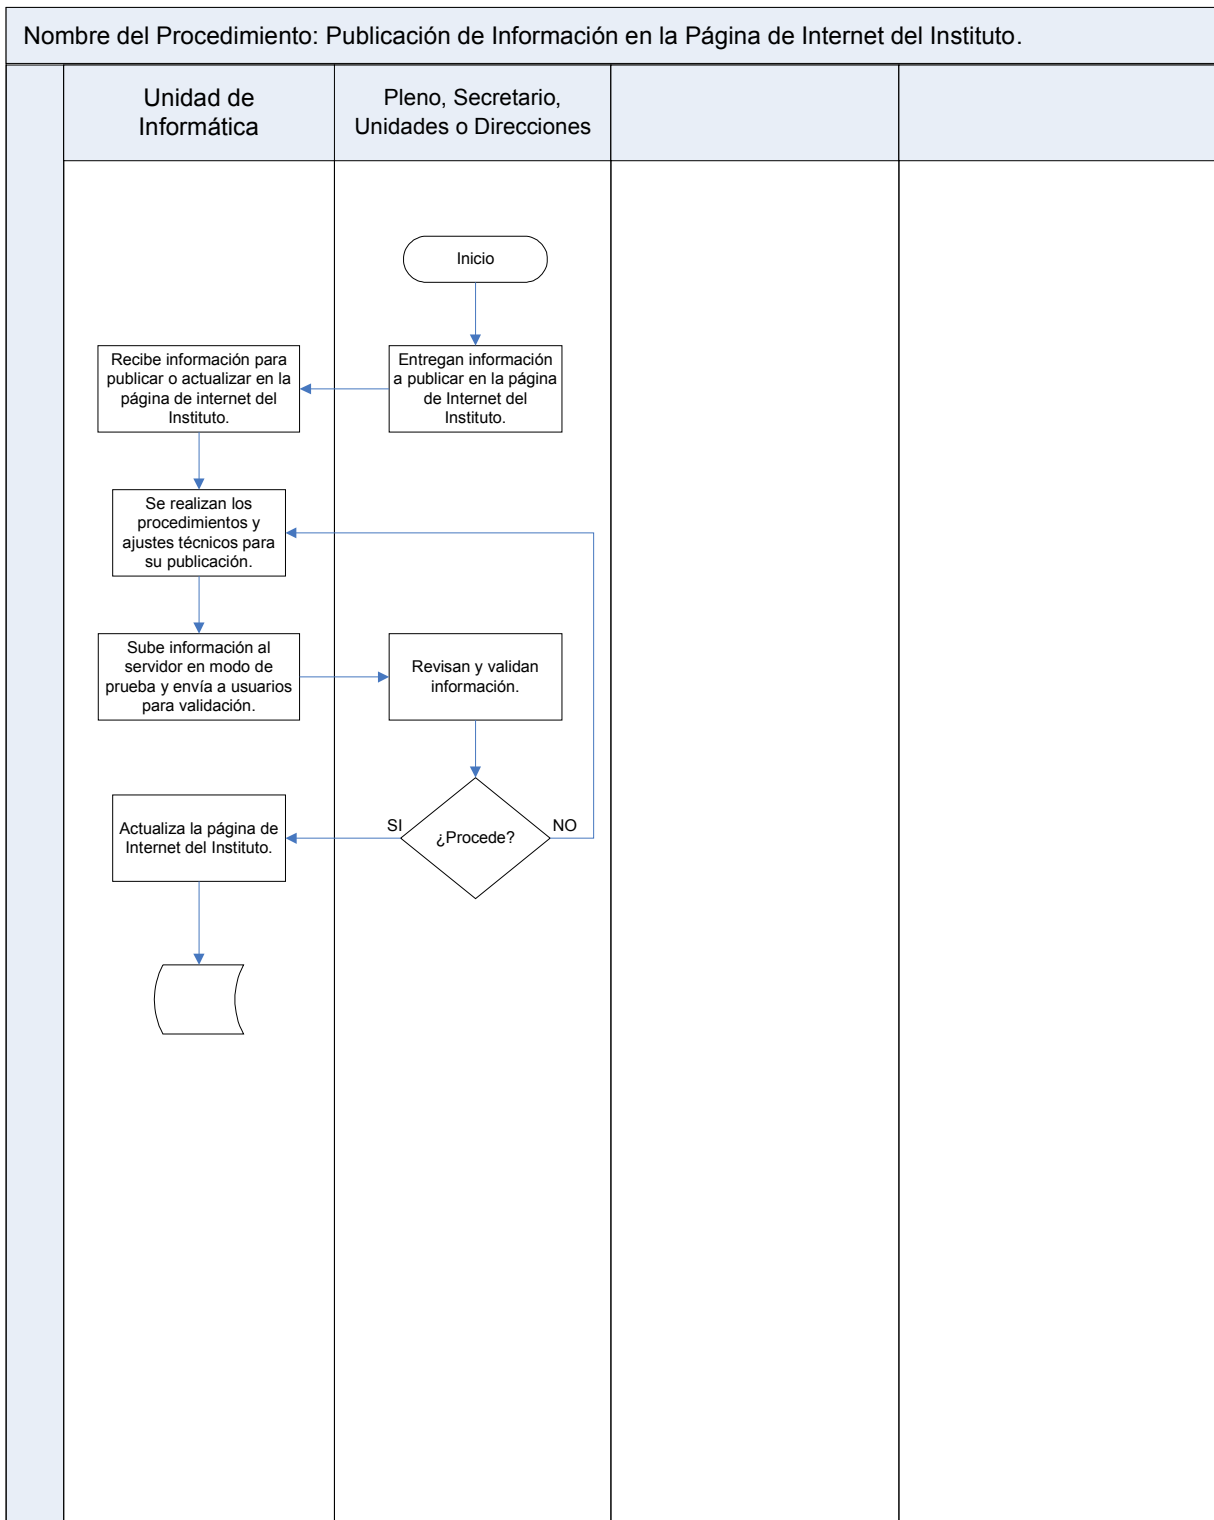 Nombre del Procedimiento: Publicación de Información en la Página de Internet del Instituto.
Unidad de
Informática
Pleno, Secretario,
Unidades o Direcciones
Inicio
Recibe información para
publicar o actualizar en la
página de internet del
Instituto.
Entregan información
a publicar en la página
de Internet del
Instituto.
Se realizan los
procedimientos y
ajustes técnicos para
su publicación.
Sube información al
servidor en modo de
prueba y envía a usuarios
para validación.
Revisan y validan
información.
Actualiza la página de
Internet del Instituto.
SI
¿Procede?
NO